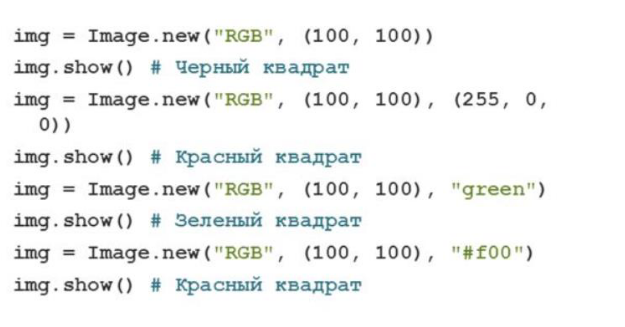 img = Image.new("RGB", (100, 100))
img.show() # Черный квадрат
img = Image.new("RGB", (100, 100), (255, 0,
0))
img.show() # Красный квадрат
img = Image.new("RGB", (100, 100), "green")
img.show() # Зеленый квадрат
img = Image.new("RGB", (100, 100), "#f00")
img.show() # Красный квадрат